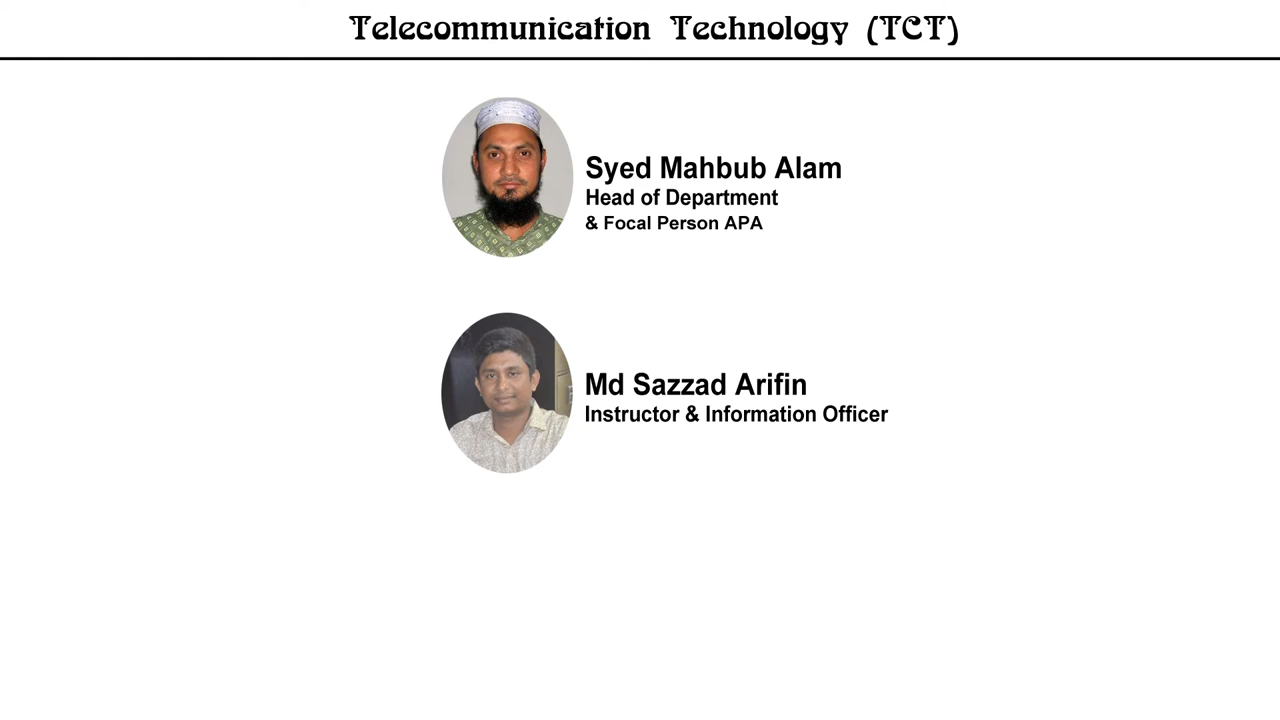 Telecommunication Technology (TCT)
Syed Mahbub Alam
Head of Department
& Focal Person APA
Md Sazzad Arifin
Instructor & Information Officer